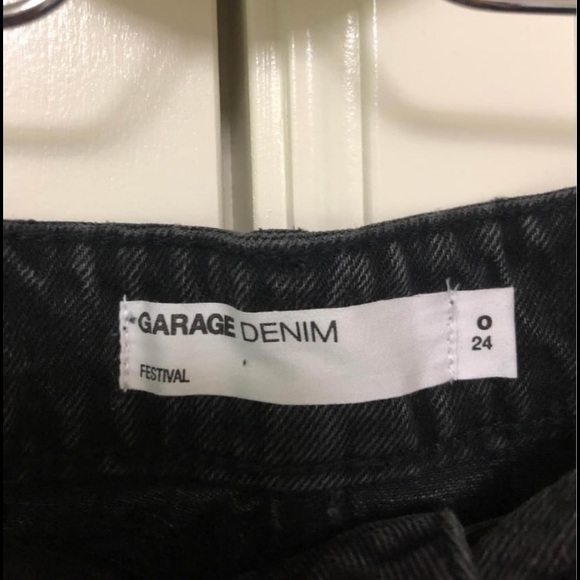 GARAGE DENIM
FESTIVAL
0
24